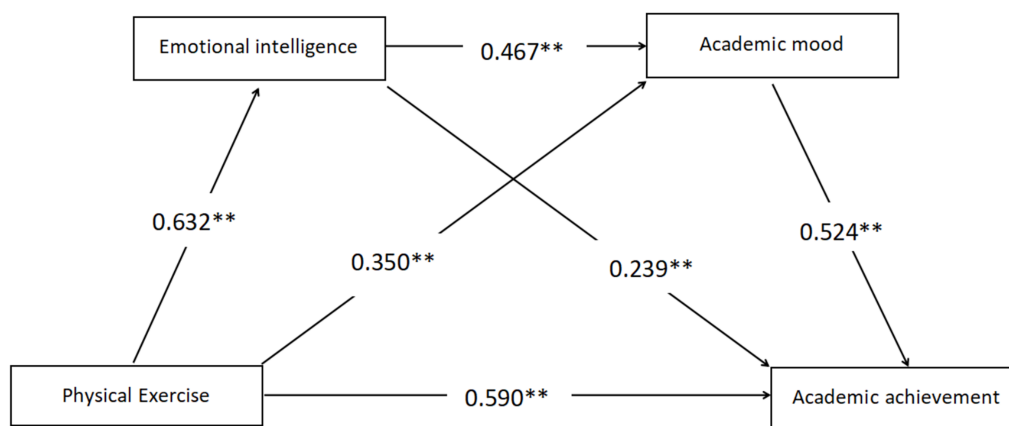 Emotional intelligence
Academic mood
0.467**
0.632**
0.350**
0.239**
0.524**
Physical Exercise
0.590**
Academic achievement